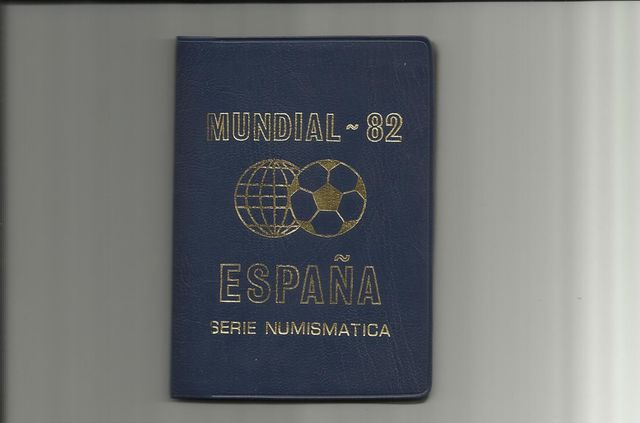 MUNDIAL ~ 82
ESPAÑA
SERIE NUMISMATICA